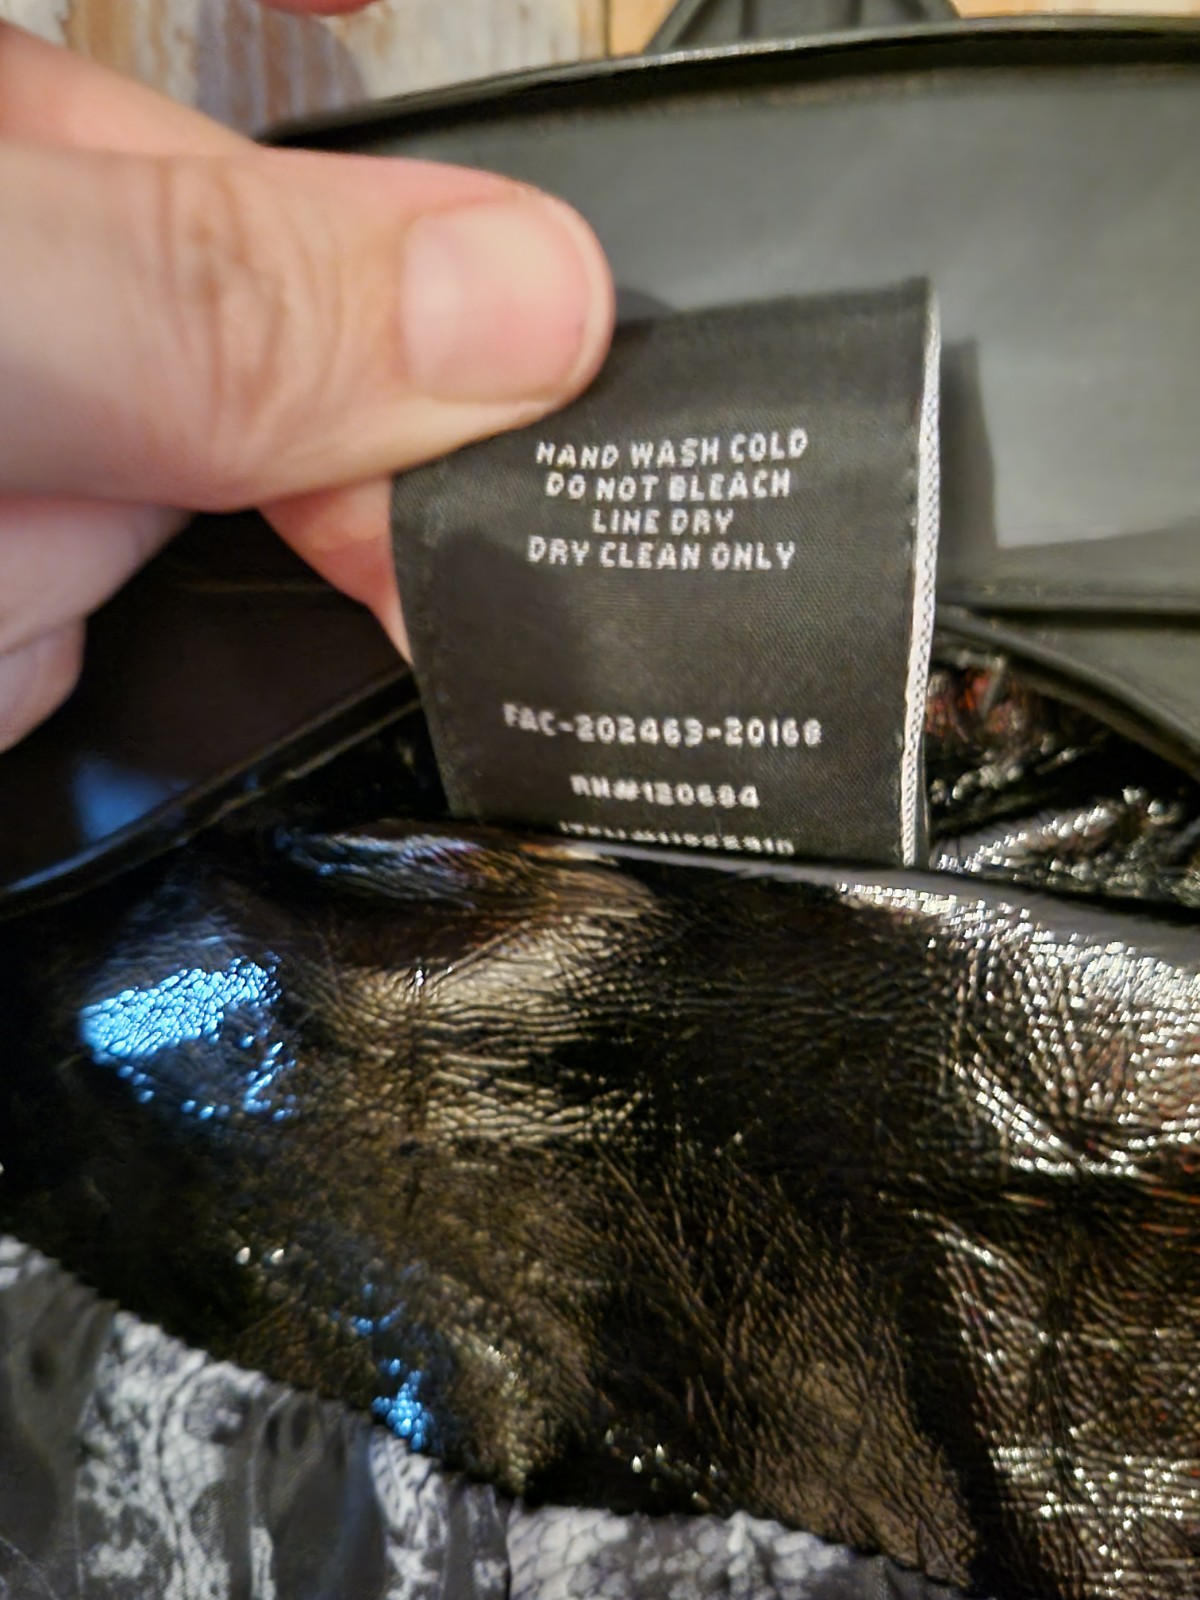 HAND WASH COLD
DO NOT BLEACH
LINE DRY
DRY CLEAN ONLY
FAC-202463-20168
RN#120684